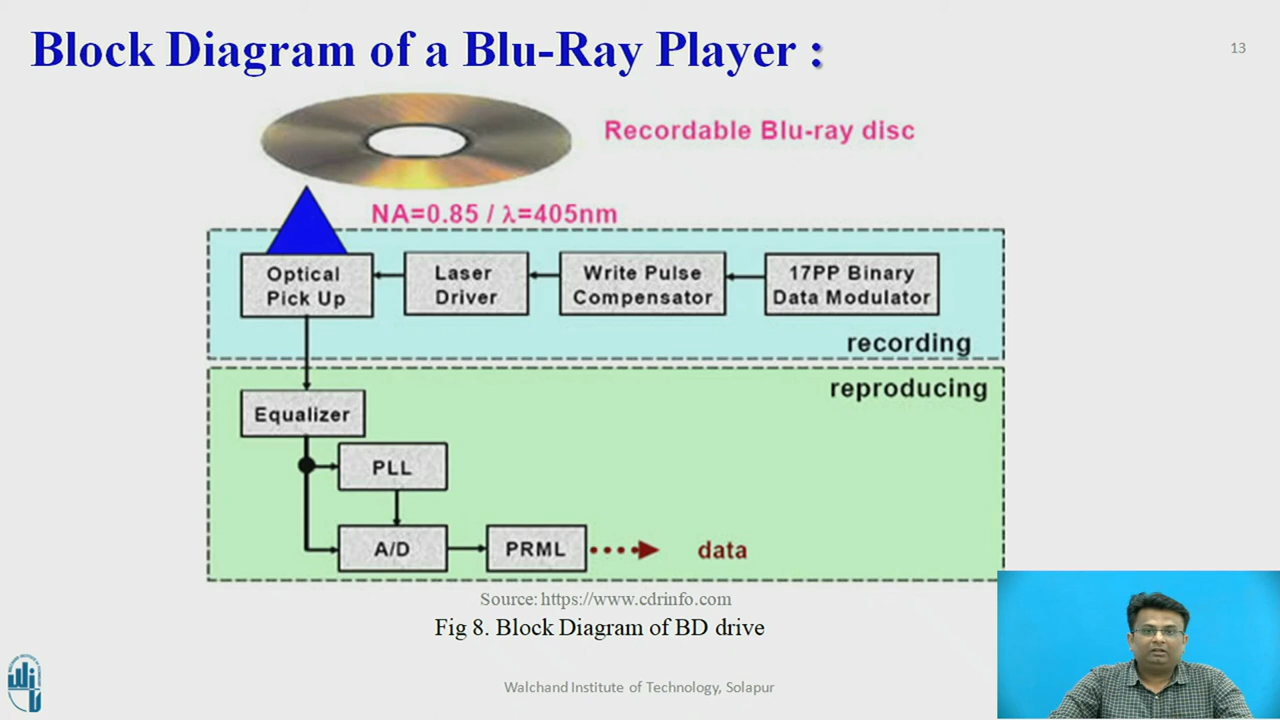 Block Diagram of a Blu-Ray Player :
13
Recordable Blu-ray disc
NA=0.85 / λ=405nm
Optical
Pick Up
Laser
Driver
Write Pulse
Compensator
17PP Binary
Data Modulator
recording
reproducing
Equalizer
PLL
A/D
PRML
data
Source: https://www.cdrinfo.com
Fig 8. Block Diagram of BD drive
Walchand Institute of Technology, Solapur